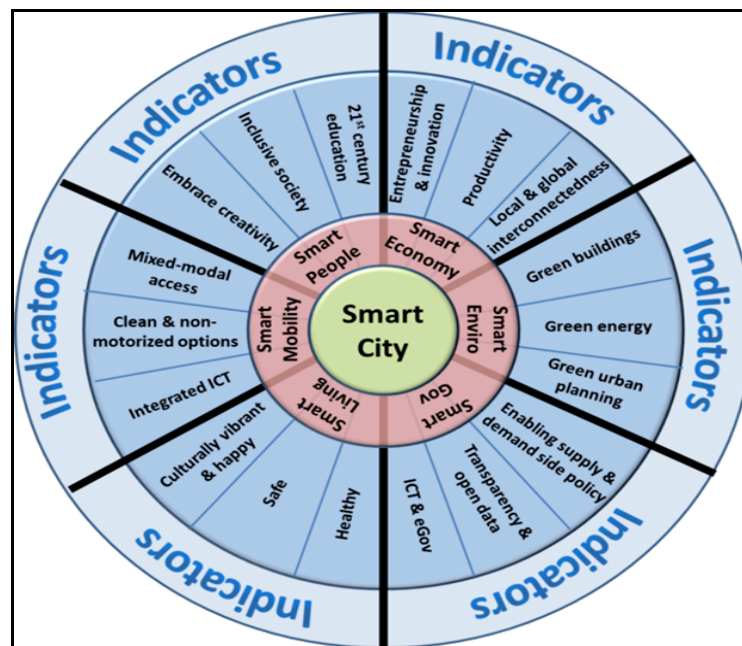 Smart
City
Smart
People
Smart
Economy
Smart
Enviro
Smart
Gov
Smart
Living
Smart
Mobility
21st century
education
Inclusive society
Embrace creativity
Entrepreneurship
& innovation
Productivity
Local & global
interconnectedness
Green buildings
Green energy
Green urban
planning
Enabling supply &
demand side policy
Transparency &
open data
ICT & eGov
Healthy
Safe
Culturally vibrant
& happy
Integrated ICT
Clean & non-
motorized options
Mixed-modal
access
Indicators
Indicators
Indicators
Indicators
Indicators
Indicators